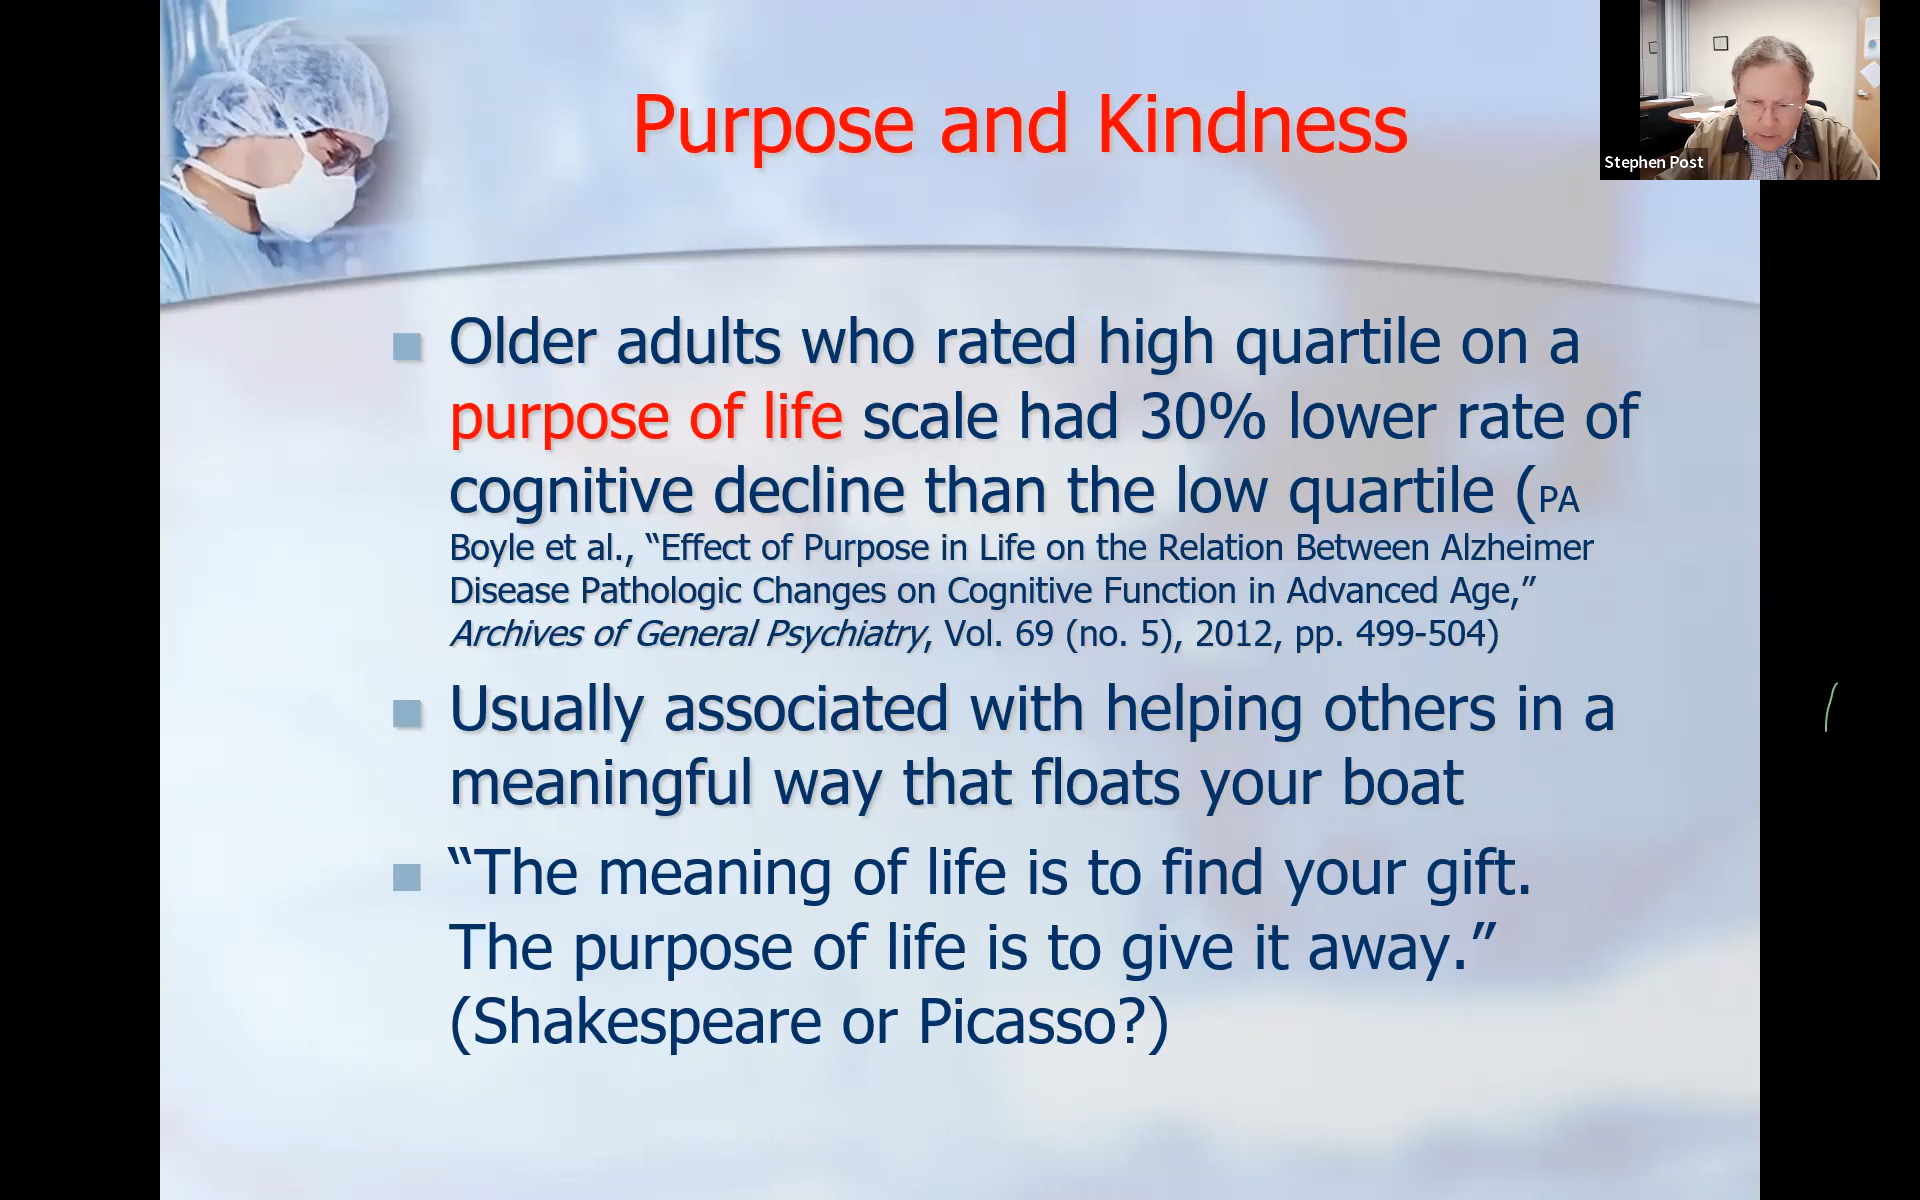 Purpose and Kindness
Stephen Post
Older adults who rated high quartile on a
purpose of life scale had 30% lower rate of
cognitive decline than the low quartile (PA
Boyle et al., “Effect of Purpose in Life on the Relation Between Alzheimer
Disease Pathologic Changes on Cognitive Function in Advanced Age,”
Archives of General Psychiatry, Vol. 69 (no. 5), 2012, pp. 499-504)
Usually associated with helping others in a
meaningful way that floats your boat
“The meaning of life is to find your gift.
The purpose of life is to give it away.”
(Shakespeare or Picasso?)